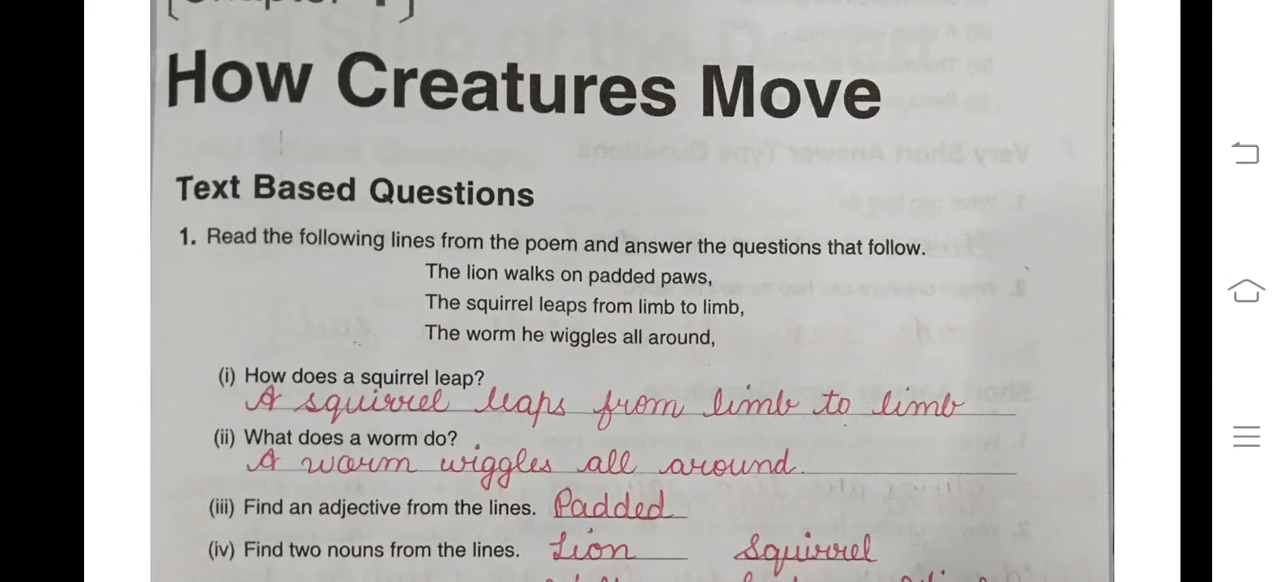 How Creatures Move
Text Based Questions
1. Read the following lines from the poem and answer the questions that follow.
The lion walks on padded paws,
The squirrel leaps from limb to limb,
The worm he wiggles all around,
(i) How does a squirrel leap?
A squirrel leaps from limb to limb
(ii) What does a worm do?
A worm wiggles all around.
(iii) Find an adjective from the lines. Padded
(iv) Find two nouns from the lines. Lion Squirrel